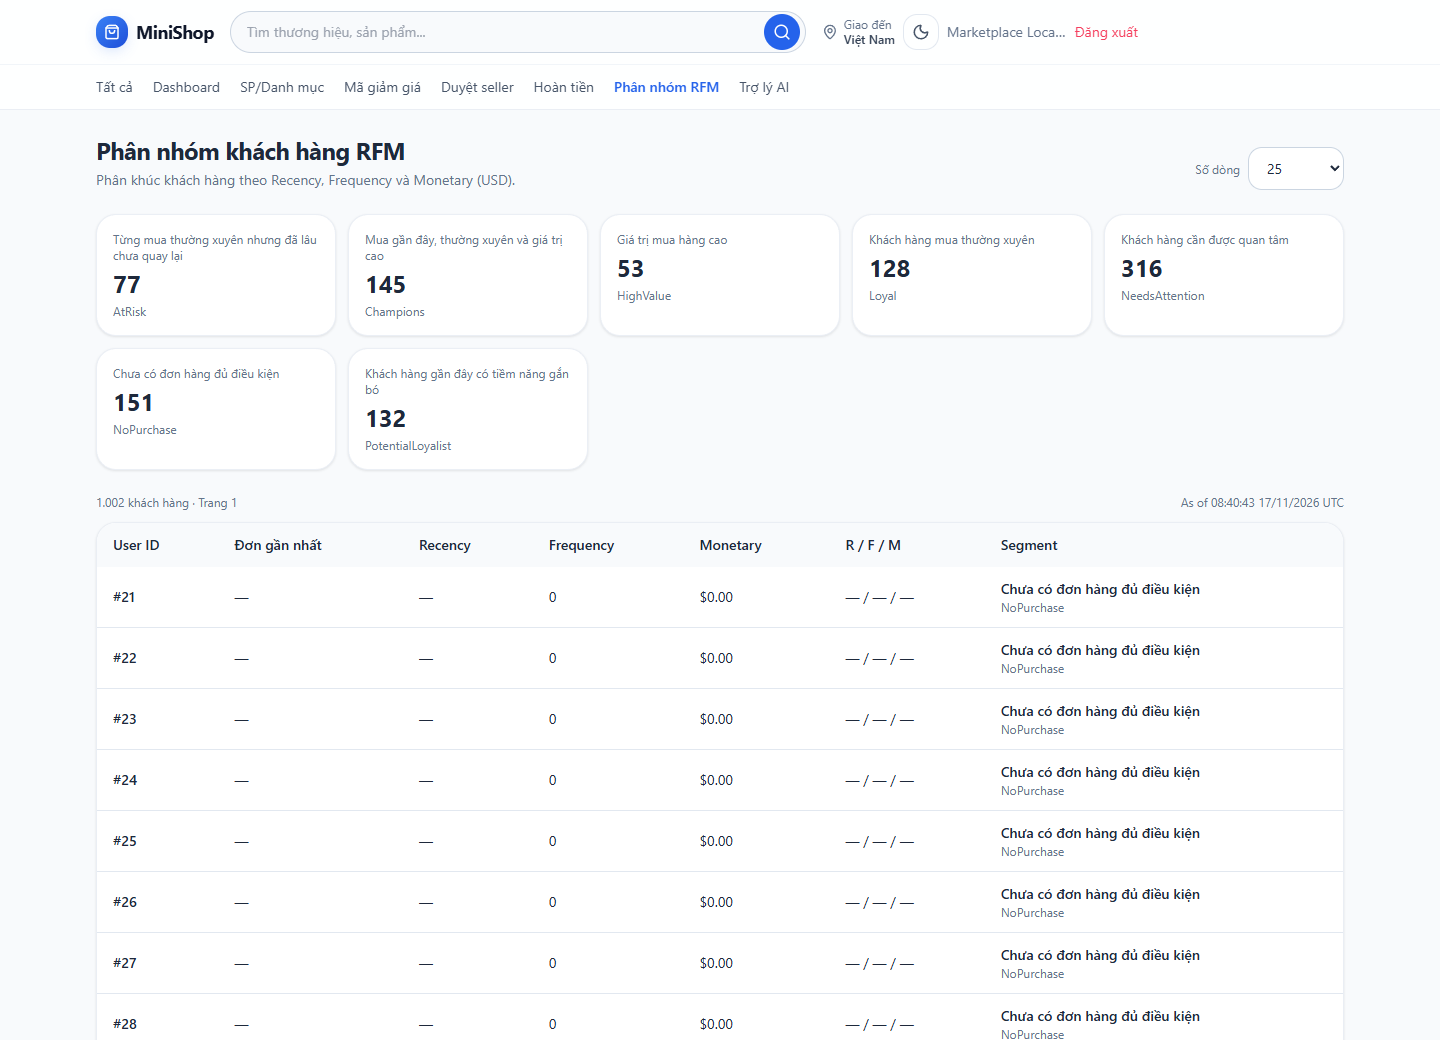 MiniShop
Tìm thương hiệu, sản phẩm...
Giao đến
Việt Nam
Marketplace Loca...
Đăng xuất
Tất cả
Dashboard
SP/Danh mục
Mã giảm giá
Duyệt seller
Hoàn tiền
Phân nhóm RFM
Trợ lý AI
Phân nhóm khách hàng RFM
Phân khúc khách hàng theo Recency, Frequency và Monetary (USD).
Số dòng
25
Từng mua thường xuyên nhưng đã lâu
chưa quay lại
77
AtRisk
Mua gần đây, thường xuyên và giá trị
cao
145
Champions
Giá trị mua hàng cao
53
HighValue
Khách hàng mua thường xuyên
128
Loyal
Khách hàng cần được quan tâm
316
NeedsAttention
Chưa có đơn hàng đủ điều kiện
151
NoPurchase
Khách hàng gần đây có tiềm năng gắn
bó
132
PotentialLoyalist
1.002 khách hàng · Trang 1
As of 08:40:43 17/11/2026 UTC
User ID Đơn gần nhất Recency Frequency Monetary R / F / M Segment
#21 — — 0 $0.00 — / — / — Chưa có đơn hàng đủ điều kiện
NoPurchase
#22 — — 0 $0.00 — / — / — Chưa có đơn hàng đủ điều kiện
NoPurchase
#23 — — 0 $0.00 — / — / — Chưa có đơn hàng đủ điều kiện
NoPurchase
#24 — — 0 $0.00 — / — / — Chưa có đơn hàng đủ điều kiện
NoPurchase
#25 — — 0 $0.00 — / — / — Chưa có đơn hàng đủ điều kiện
NoPurchase
#26 — — 0 $0.00 — / — / — Chưa có đơn hàng đủ điều kiện
NoPurchase
#27 — — 0 $0.00 — / — / — Chưa có đơn hàng đủ điều kiện
NoPurchase
#28 — — 0 $0.00 — / — / — Chưa có đơn hàng đủ điều kiện
NoPurchase